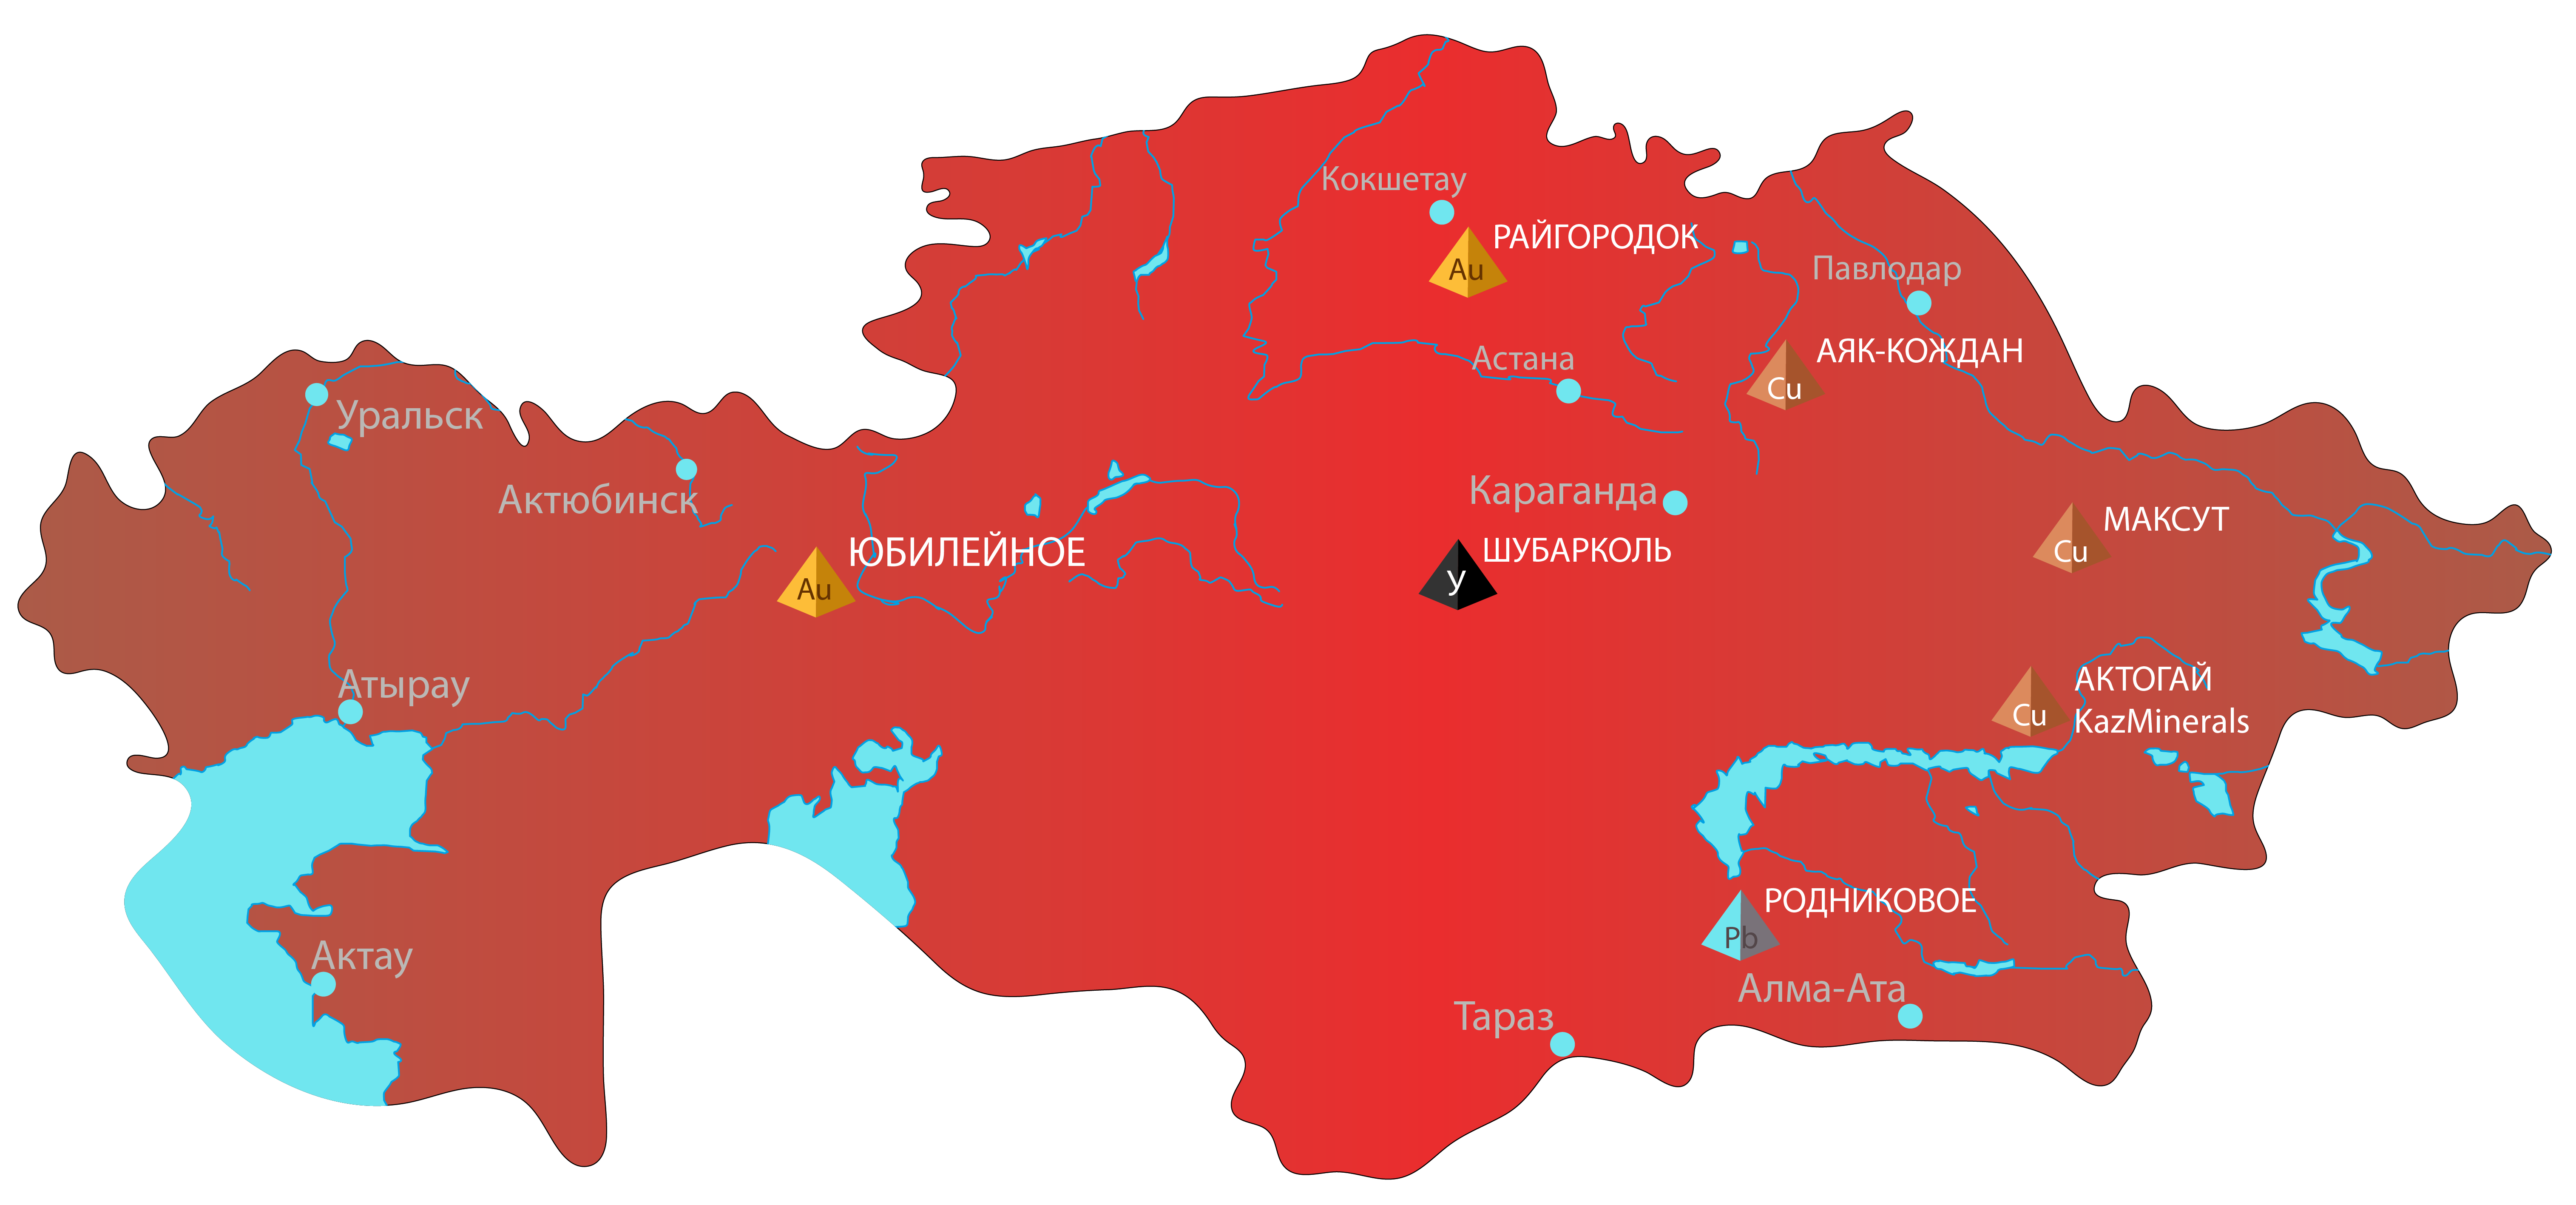 Кокшетау
РАЙГОРОДОК
Au
Павлодар
АЯК-КОЖДАН
Cu
Астана
Уральск
Актюбинск
Караганда
МАКСУТ
Cu
ЮБИЛЕЙНОЕ
Au
ШУБАРКОЛЬ
У
Атырау
АКТОГАЙ
KazMinerals
Cu
РОДНИКОВОЕ
Pb
Актау
Алма-Ата
Тараз